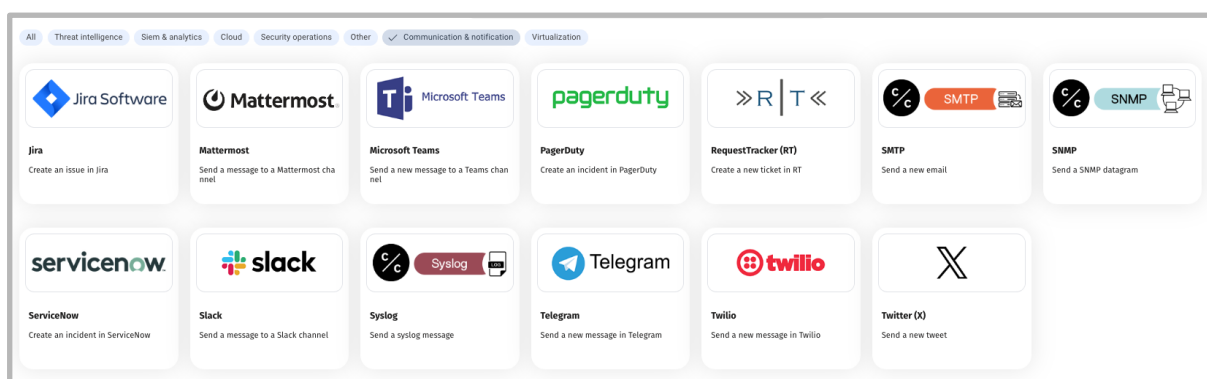 All Threat intelligence Siem & analytics Cloud Security operations Other Communication & notification Virtualization
Jira Software
Mattermost.
Microsoft Teams
pagerduty
»R|T«
C/C SMTP
C/C SNMP
Jira
Create an issue in Jira
Mattermost
Send a message to a Mattermost cha
nnel
Microsoft Teams
Send a new message to a Teams chan
nel
PagerDuty
Create an incident in PagerDuty
RequestTracker (RT)
Create a new ticket in RT
SMTP
Send a new email
SNMP
Send a SNMP datagram
servicenow.
slack
C/C Syslog LOG
Telegram
twilio
X
ServiceNow
Create an incident in ServiceNow
Slack
Send a message to a Slack channel
Syslog
Send a syslog message
Telegram
Send a new message in Telegram
Twilio
Send a new message in Twilio
Twitter (X)
Send a new tweet